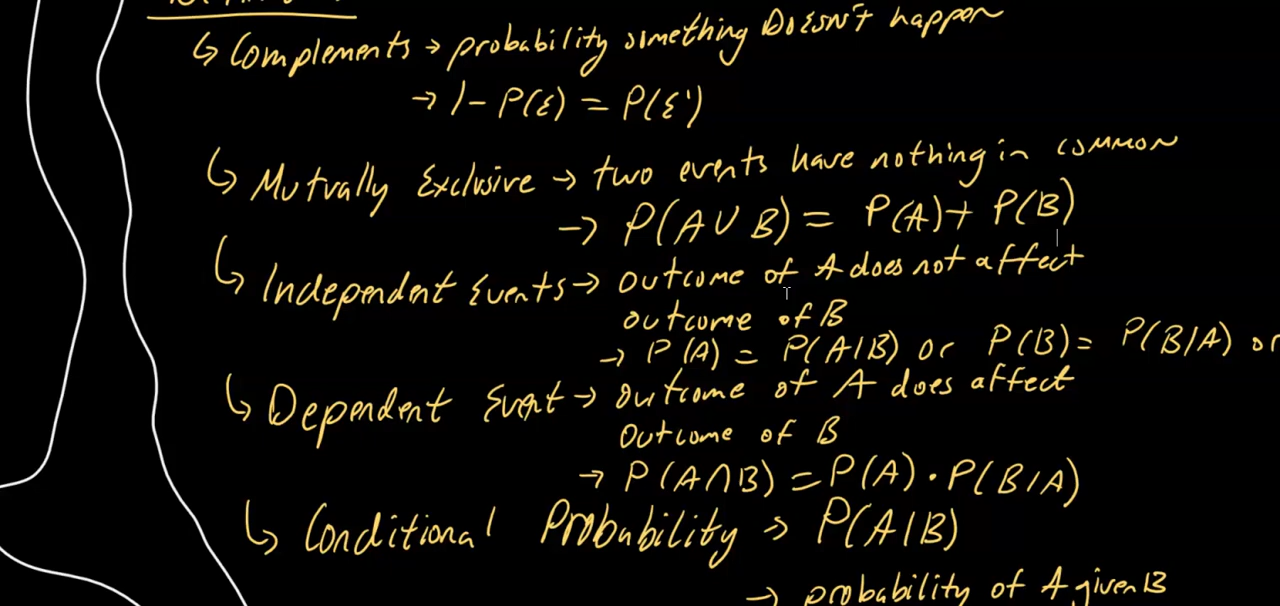 ↳ Complements → probability something Doesn't happen
→ 1 - P(E) = P(E')
↳ Mutually Exclusive → two events have nothing in common
→ P(A∪B) = P(A) + P(B)
↳ Independent Events → outcome of A does not affect
outcome of B
→ P(A) = P(A|B) or P(B) = P(B|A) or
↳ Dependent Event → outcome of A does affect
outcome of B
→ P(A∩B) = P(A) · P(B|A)
↳ Conditional Probability → P(A|B)
→ probability of A given B